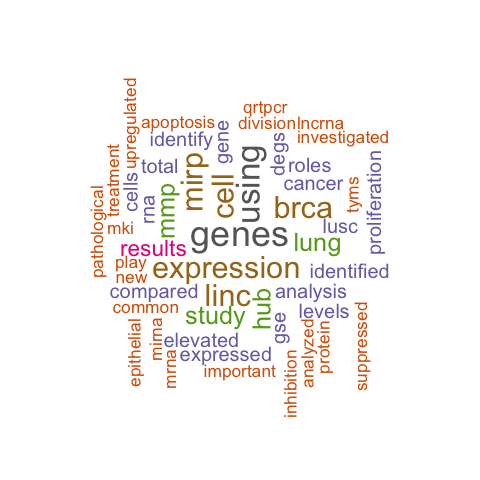 qrtpcr
apoptosis
division
lncrna
upregulated
identify
gene
degs
investigated
using
treatment
cells
total
mirp
cell
roles
cancer
tyms
proliferation
pathological
rna
mmp
brca
mki
lusc
genes
lung
results
play
new
expression
identified
compared
linc
hub
analysis
common
study
gse
levels
epithelial
mirna
mrna
elevated
expressed
important
inhibition
analyzed
protein
suppressed